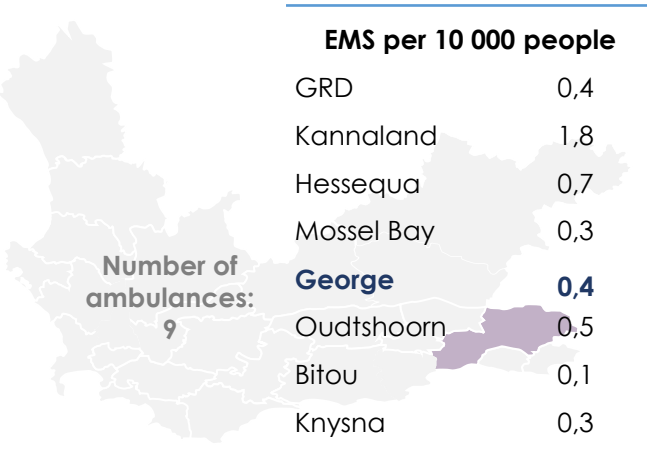 EMS per 10 000 people
GRD 0,4
Kannaland 1,8
Hessequa 0,7
Mossel Bay 0,3
George 0,4
Oudtshoorn 0,5
Bitou 0,1
Knysna 0,3
Number of
ambulances:
9